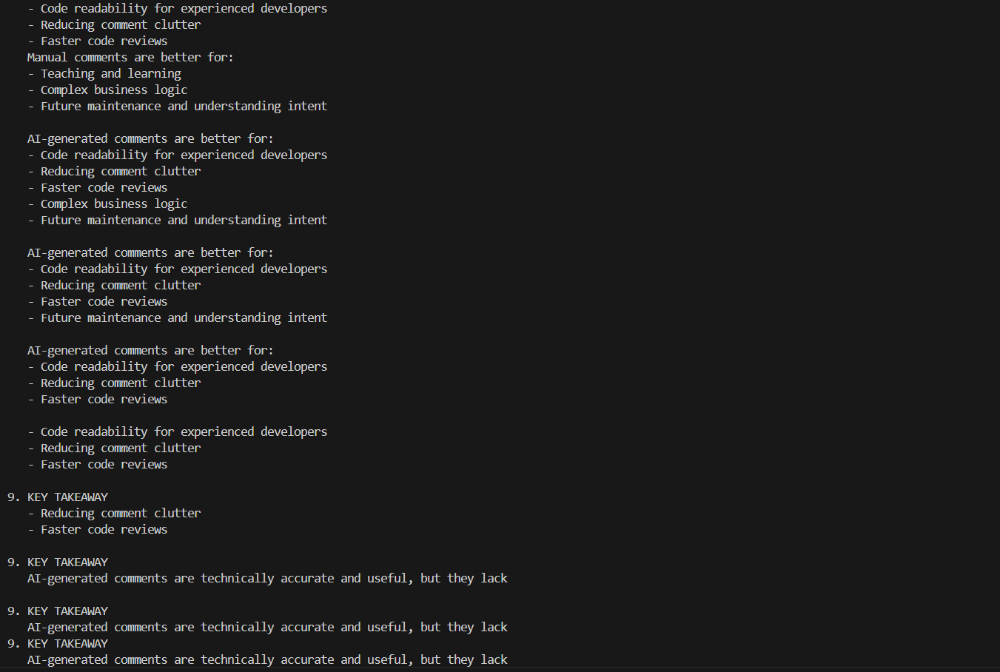 - Code readability for experienced developers
- Reducing comment clutter
- Faster code reviews
Manual comments are better for:
- Teaching and learning
- Complex business logic
- Future maintenance and understanding intent
AI-generated comments are better for:
- Code readability for experienced developers
- Reducing comment clutter
- Faster code reviews
- Complex business logic
- Future maintenance and understanding intent
AI-generated comments are better for:
- Code readability for experienced developers
- Reducing comment clutter
- Faster code reviews
- Future maintenance and understanding intent
AI-generated comments are better for:
- Code readability for experienced developers
- Reducing comment clutter
- Faster code reviews
- Code readability for experienced developers
- Reducing comment clutter
- Faster code reviews
9. KEY TAKEAWAY
- Reducing comment clutter
- Faster code reviews
9. KEY TAKEAWAY
AI-generated comments are technically accurate and useful, but they lack
9. KEY TAKEAWAY
AI-generated comments are technically accurate and useful, but they lack
9. KEY TAKEAWAY
AI-generated comments are technically accurate and useful, but they lack